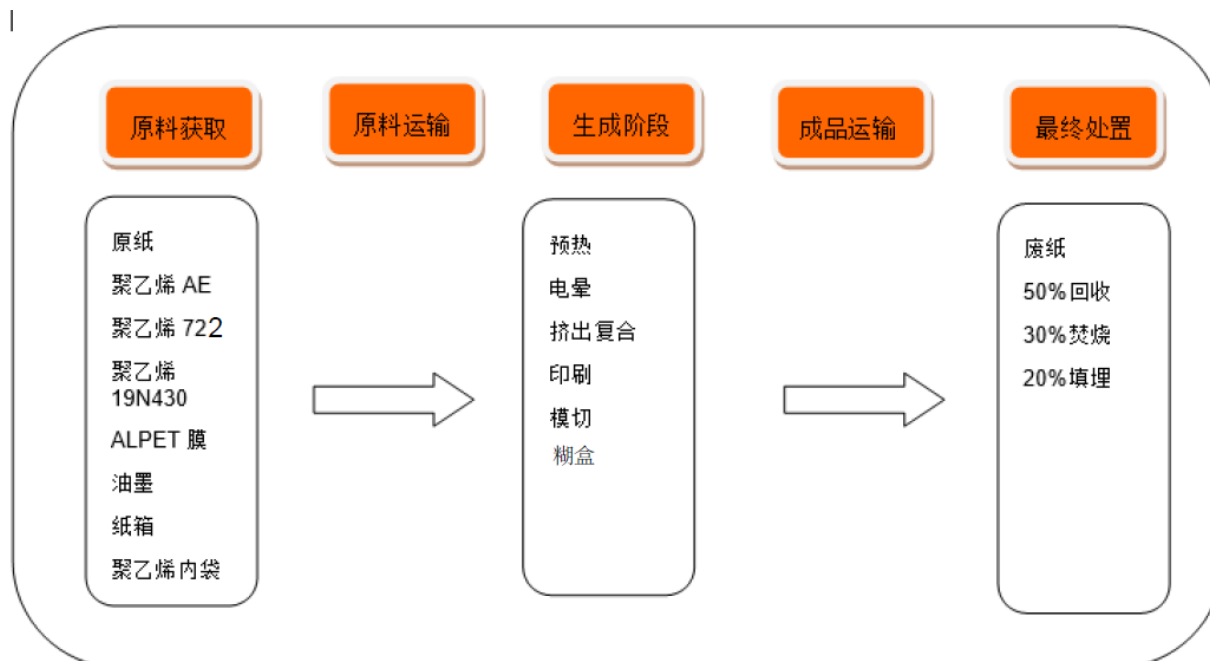 原料获取
原料运输
生成阶段
成品运输
最终处置
原纸
聚乙烯 AE
聚乙烯 722
聚乙烯
19N430
ALPET 膜
油墨
纸箱
聚乙烯内袋
预热
电晕
挤出复合
印刷
模切
糊盒
废纸
50%回收
30%焚烧
20%填埋